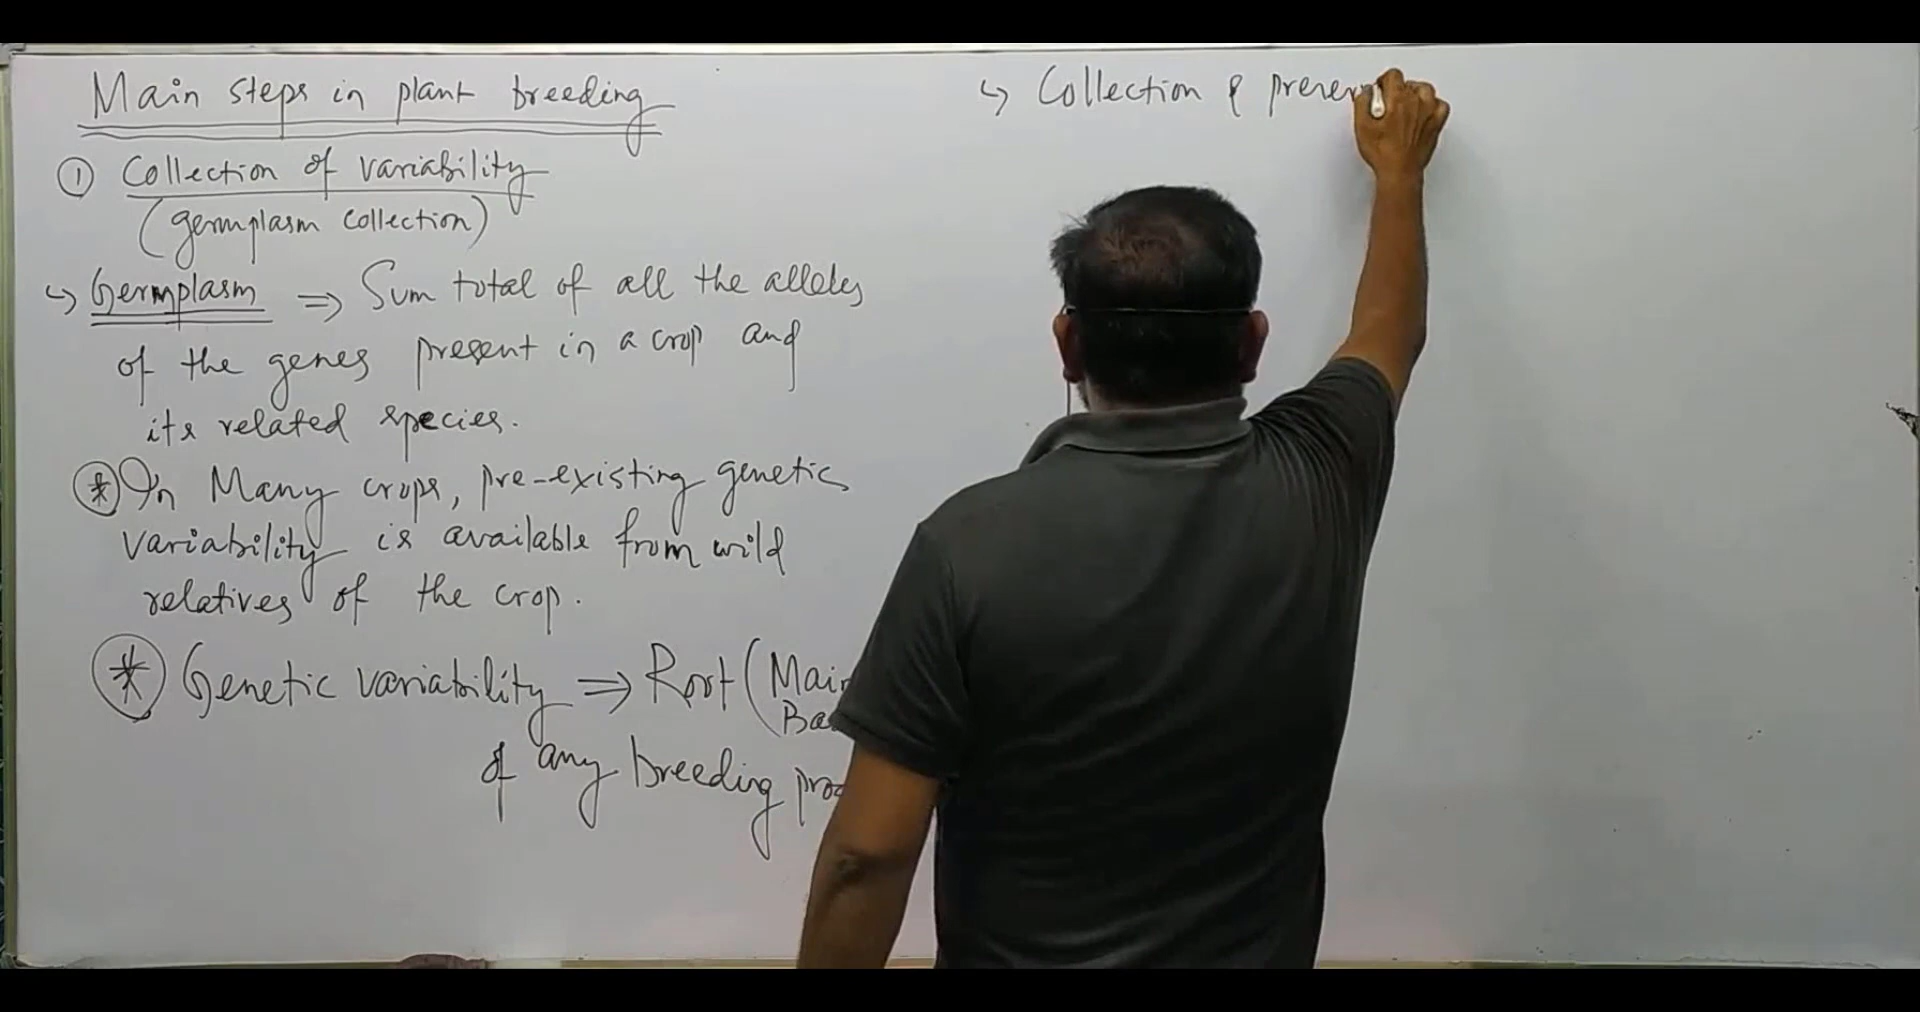 Main steps in plant breeding
① Collection of variability
(germplasm collection)
↳ Germplasm ⇒ Sum total of all the alleles
of the genes present in a crop and
its related species.
* In Many crops, pre-existing genetic
variability is available from wild
relatives of the crop.
* Genetic variability ⇒ Root (Main
of any breeding
↳ Collection &